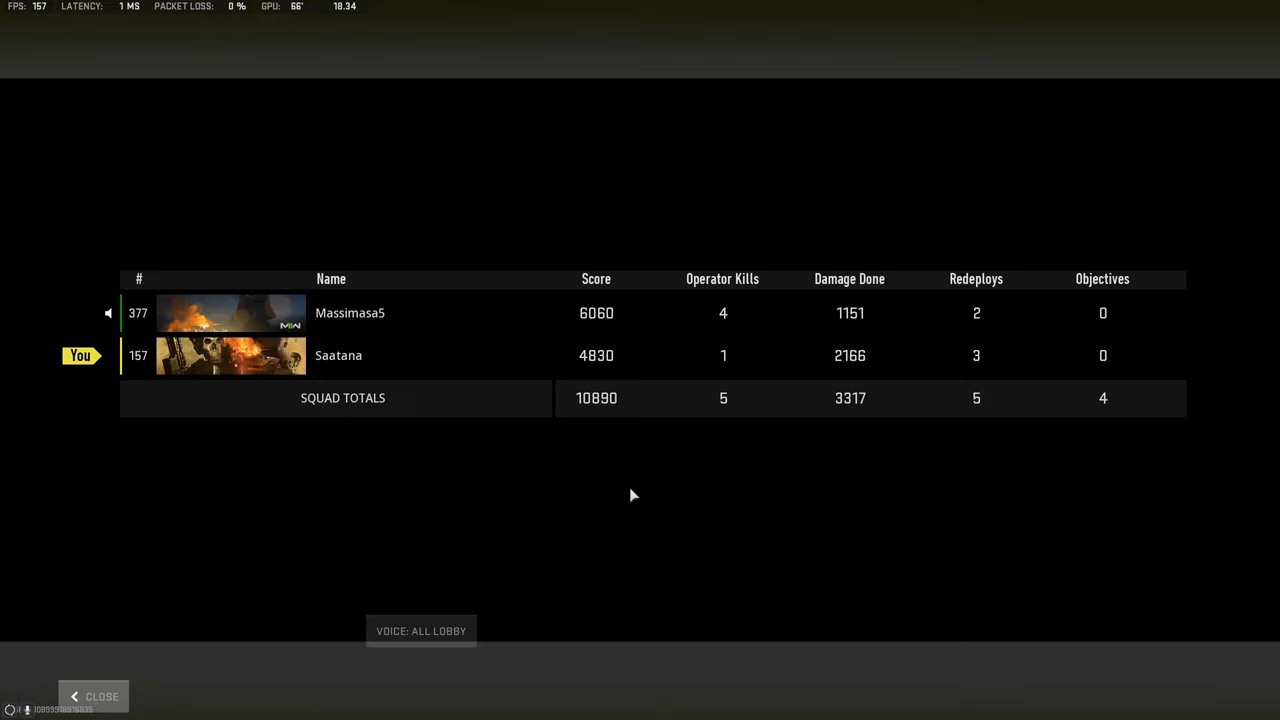 FPS: 157 LATENCY: 1 MS PACKET LOSS: 0 % GPU: 66° 18.34
# Name Score Operator Kills Damage Done Redeploys Objectives
377 MW Massimasa5 6060 4 1151 2 0
You 157 Saatana 4830 1 2166 3 0
SQUAD TOTALS 10890 5 3317 5 4
VOICE: ALL LOBBY
CLOSE